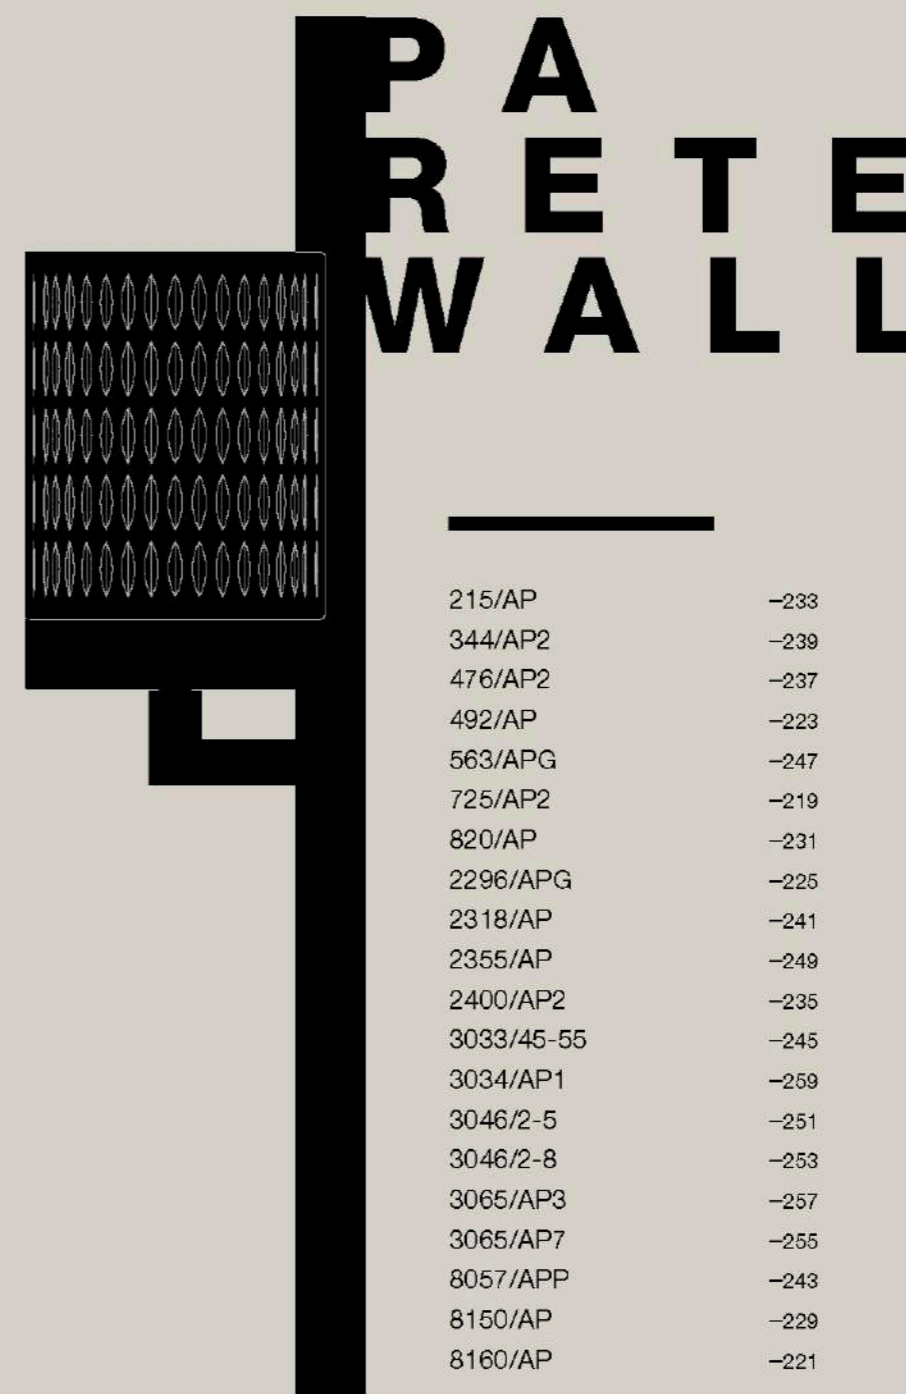 PA
RETE
WALL
215/AP –233
344/AP2 –239
476/AP2 –237
492/AP –223
563/APG –247
725/AP2 –219
820/AP –231
2296/APG –225
2318/AP –241
2355/AP –249
2400/AP2 –235
3033/45-55 –245
3034/AP1 –259
3046/2-5 –251
3046/2-8 –253
3065/AP3 –257
3065/AP7 –255
8057/APP –243
8150/AP –229
8160/AP –221